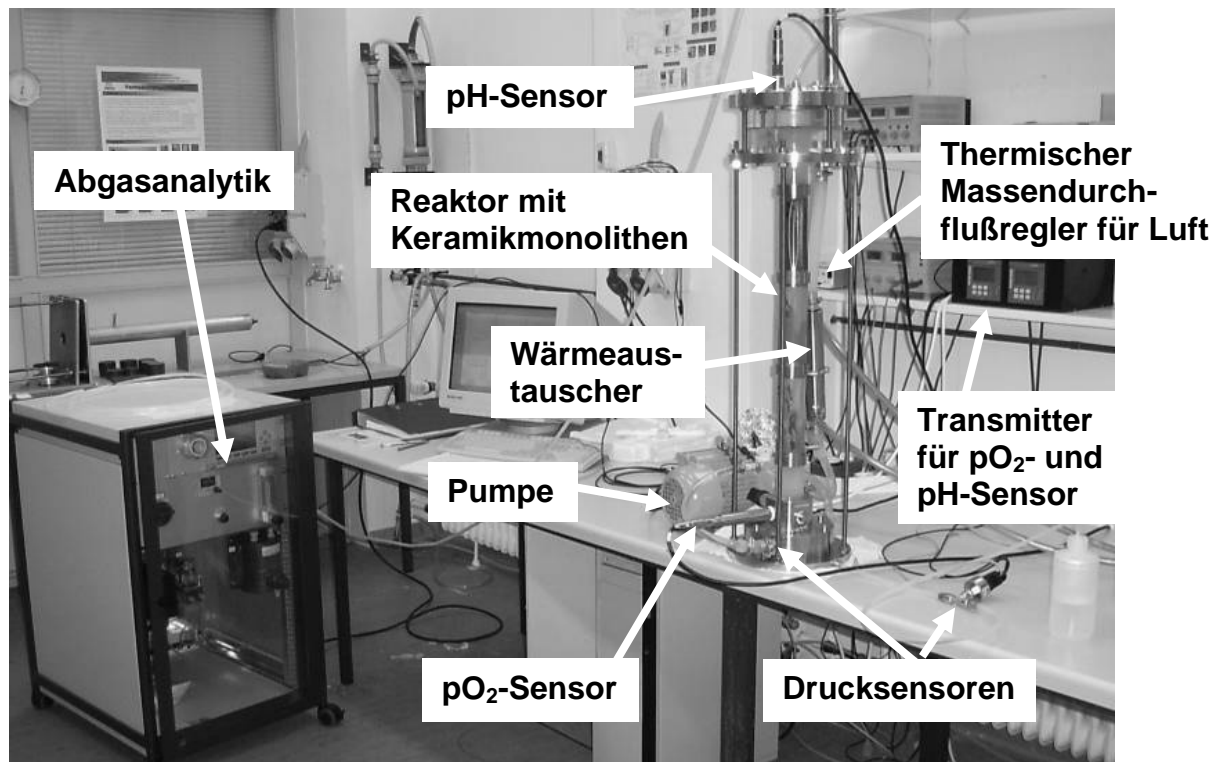 pH-Sensor
Abgasanalytik
Reaktor mit
Keramikmonolithen
Thermischer
Massendurch-
flußregler für Luft
Wärmeaus-
tauscher
Transmitter
für pO₂- und
pH-Sensor
Pumpe
pO₂-Sensor
Drucksensoren